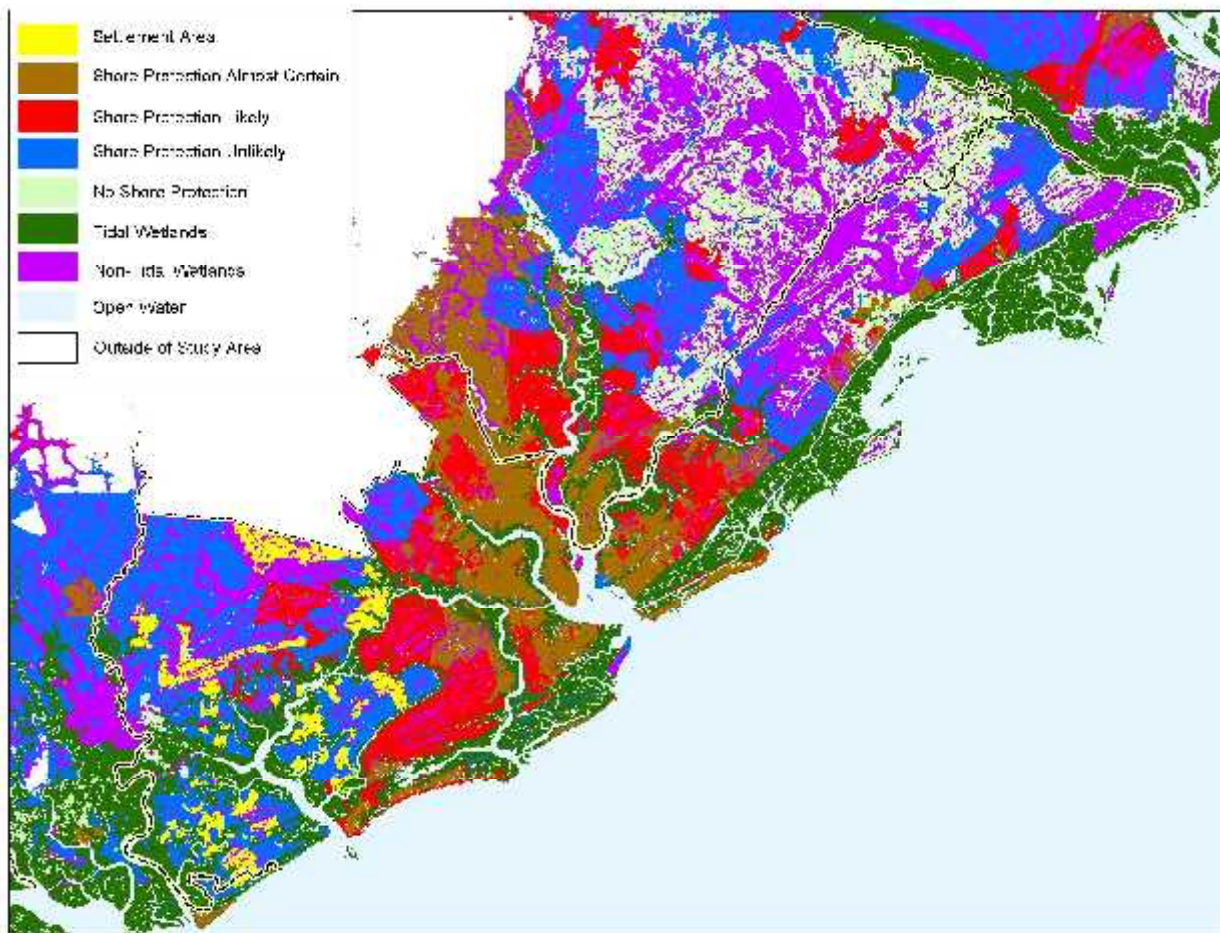 Settlement Area
Shore Protection Almost Certain
Shore Protection Likely
Shore Protection Unlikely
No Shore Protection
Tidal Wetlands
Non-Tidal Wetlands
Open Water
Outside of Study Area